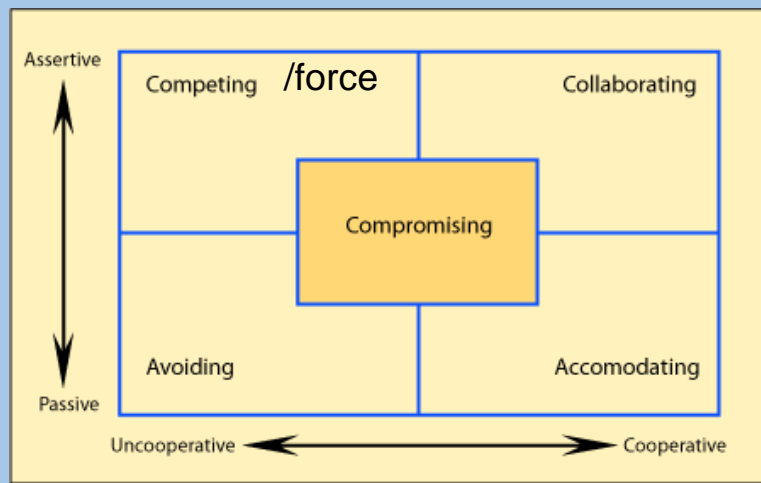 Assertive
Competing /force
Collaborating
Compromising
Avoiding
Accomodating
Passive
Uncooperative
Cooperative